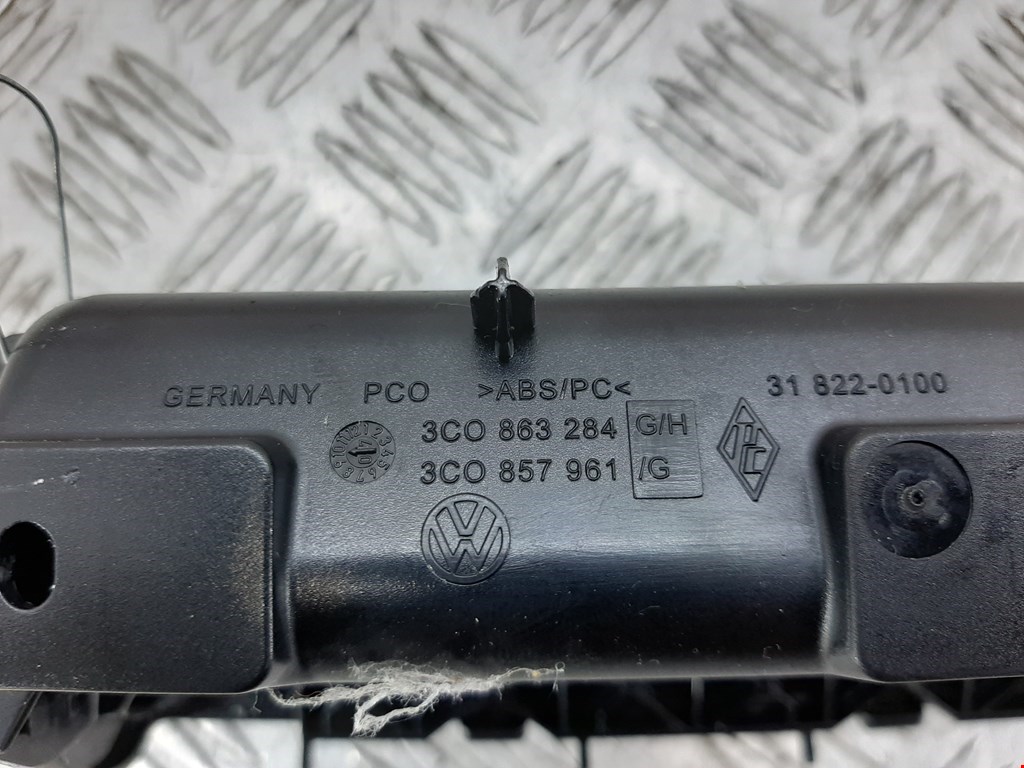 GERMANY PCO >ABS/PC< 31 822-0100
3C0 863 284 G/H
3C0 857 961 /G